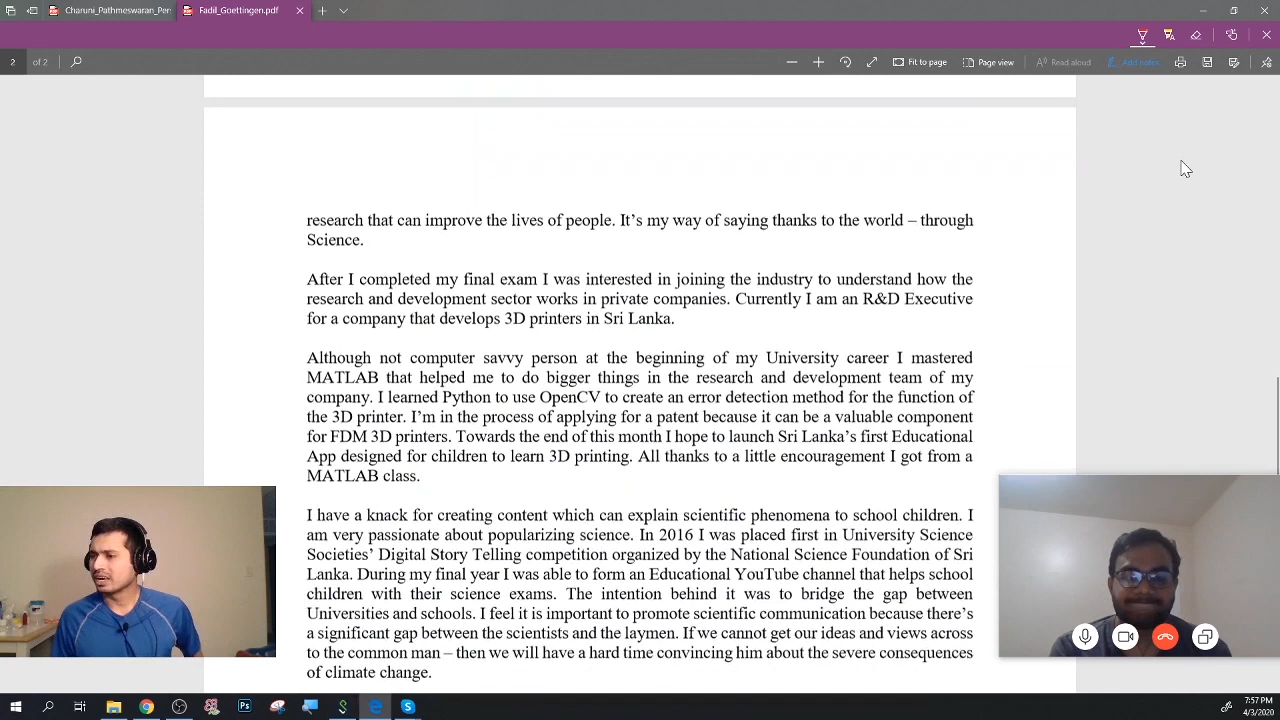 Charuni_Pathmeswaran_Per
Fadil_Goettingen.pdf
2 of 2
Fit to page
Page view
Read aloud
Add notes
research that can improve the lives of people. It's my way of saying thanks to the world – through
Science.
After I completed my final exam I was interested in joining the industry to understand how the
research and development sector works in private companies. Currently I am an R&D Executive
for a company that develops 3D printers in Sri Lanka.
Although not computer savvy person at the beginning of my University career I mastered
MATLAB that helped me to do bigger things in the research and development team of my
company. I learned Python to use OpenCV to create an error detection method for the function of
the 3D printer. I'm in the process of applying for a patent because it can be a valuable component
for FDM 3D printers. Towards the end of this month I hope to launch Sri Lanka's first Educational
App designed for children to learn 3D printing. All thanks to a little encouragement I got from a
MATLAB class.
I have a knack for creating content which can explain scientific phenomena to school children. I
am very passionate about popularizing science. In 2016 I was placed first in University Science
Societies' Digital Story Telling competition organized by the National Science Foundation of Sri
Lanka. During my final year I was able to form an Educational YouTube channel that helps school
children with their science exams. The intention behind it was to bridge the gap between
Universities and schools. I feel it is important to promote scientific communication because there's
a significant gap between the scientists and the laymen. If we cannot get our ideas and views across
to the common man – then we will have a hard time convincing him about the severe consequences
of climate change.
7:57 PM
4/3/2020